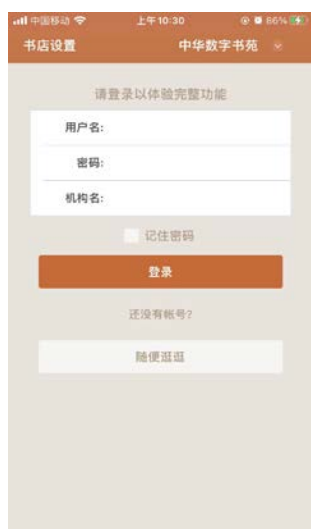 中国移动 上午10:30 86%
书店设置 中华数字书苑
请登录以体验完整功能
用户名:
密码:
机构名:
记住密码
登录
还没有帐号?
随便逛逛